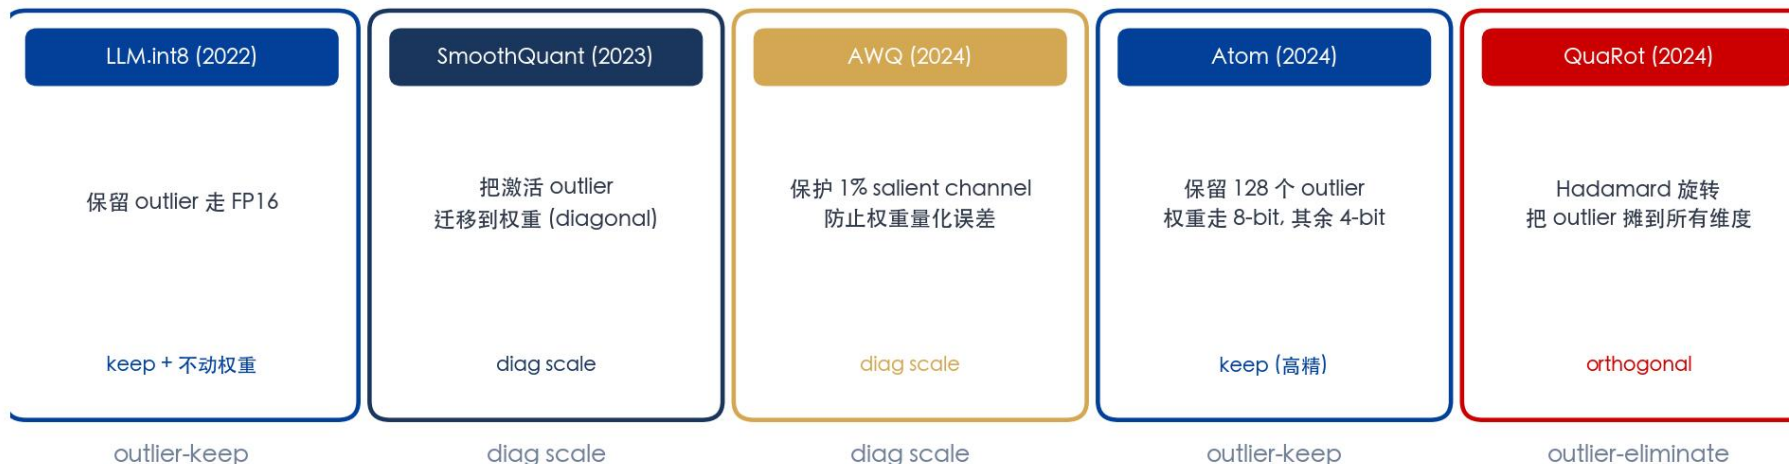 LLM.int8 (2022)
保留 outlier 走 FP16
keep + 不动权重
outlier-keep
SmoothQuant (2023)
把激活 outlier
迁移到权重 (diagonal)
diag scale
diag scale
AWQ (2024)
保护 1% salient channel
防止权重量化误差
diag scale
diag scale
Atom (2024)
保留 128 个 outlier
权重走 8-bit, 其余 4-bit
keep (高精)
outlier-keep
QuaRot (2024)
Hadamard 旋转
把 outlier 摊到所有维度
orthogonal
outlier-eliminate